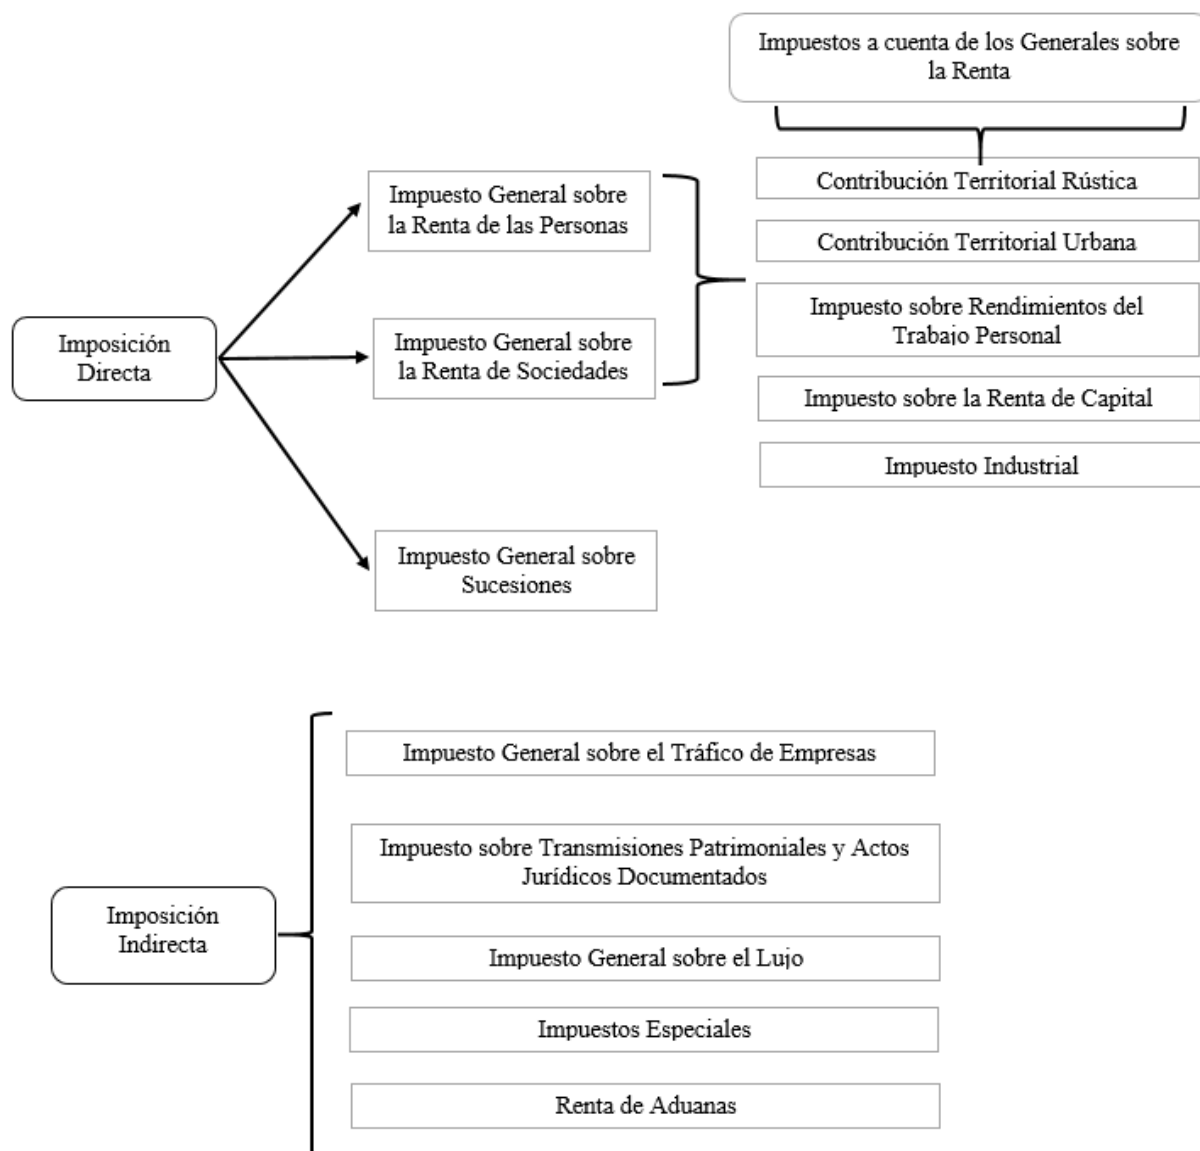 Impuestos a cuenta de los Generales sobre
la Renta
Impuesto General sobre
la Renta de las Personas
Contribución Territorial Rústica
Contribución Territorial Urbana
Impuesto sobre Rendimientos del
Trabajo Personal
Imposición
Directa
Impuesto General sobre
la Renta de Sociedades
Impuesto sobre la Renta de Capital
Impuesto Industrial
Impuesto General sobre
Sucesiones
Impuesto General sobre el Tráfico de Empresas
Impuesto sobre Transmisiones Patrimoniales y Actos
Jurídicos Documentados
Imposición
Indirecta
Impuesto General sobre el Lujo
Impuestos Especiales
Renta de Aduanas